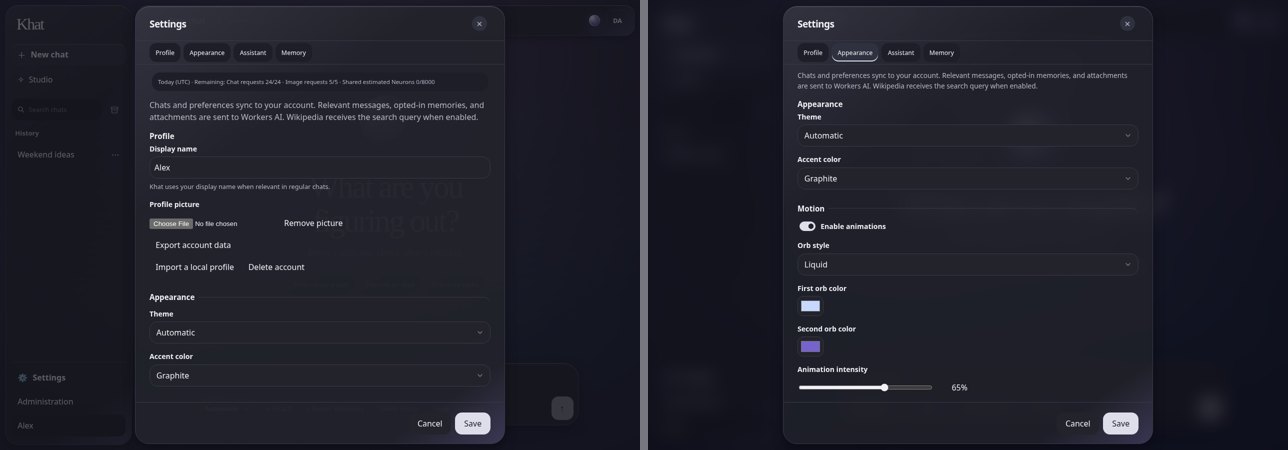 Khat
+ New chat
Studio
Search chats
History
Weekend ideas
Settings
Administration
Alex
DA
Settings
Profile
Appearance
Assistant
Memory
Today (UTC) · Remaining: Chat requests 24/24 · Image requests 5/5 · Shared estimated Neurons 0/8000
Chats and preferences sync to your account. Relevant messages, opted-in memories, and
attachments are sent to Workers AI. Wikipedia receives the search query when enabled.
Profile
Display name
Alex
Khat uses your display name when relevant in regular chats.
What are you
figuring out?
Profile picture
Choose File No file chosen
Remove picture
Export account data
Import a local profile
Delete account
Appearance
Theme
Automatic
Accent color
Graphite
Cancel
Save
Settings
Profile
Appearance
Assistant
Memory
Chats and preferences sync to your account. Relevant messages, opted-in memories, and attachments
are sent to Workers AI. Wikipedia receives the search query when enabled.
Appearance
Theme
Automatic
Accent color
Graphite
Motion
Enable animations
Orb style
Liquid
First orb color
Second orb color
Animation intensity
65%
Cancel
Save